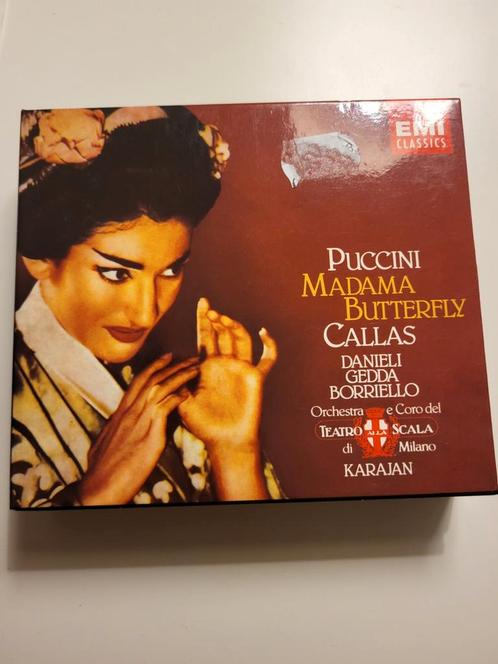 EMI
CLASSICS
PUCCINI
MADAMA
BUTTERFLY
CALLAS
DANIELI
GEDDA
BORRIELLO
Orchestra e Coro del
TEATRO ALLA SCALA
di Milano
KARAJAN